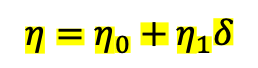 η = η₀ + η₁δ